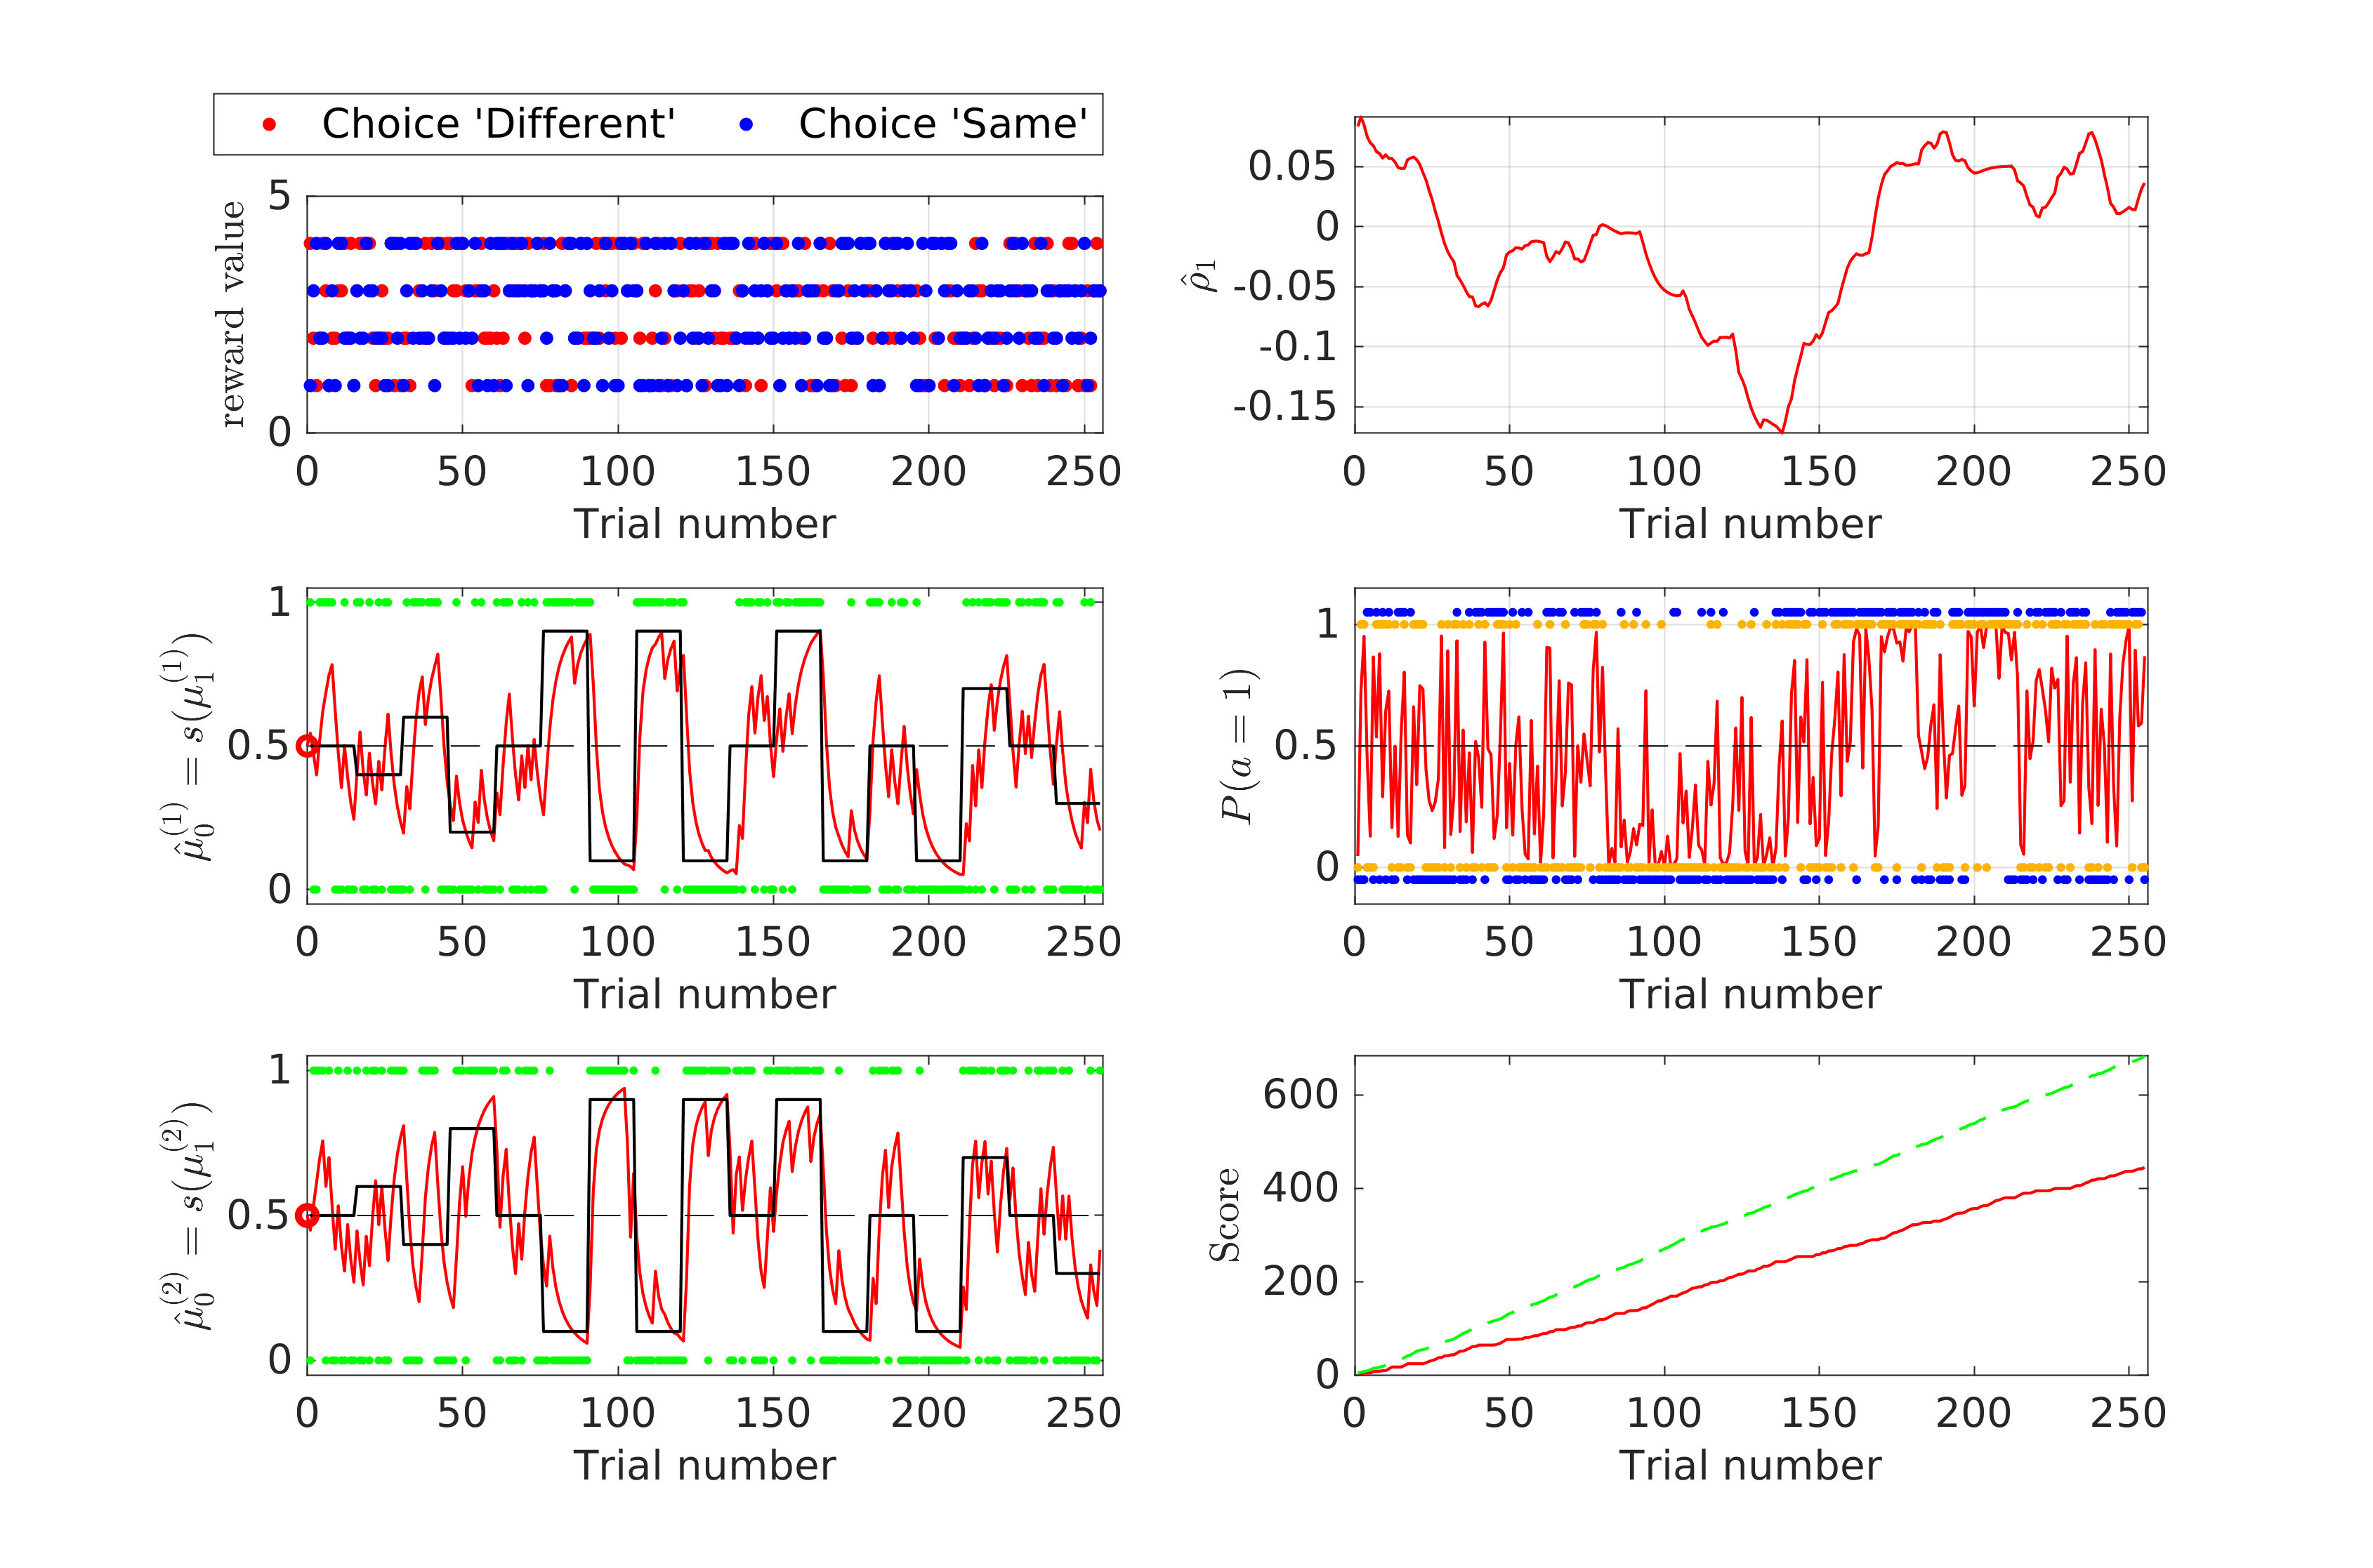 Choice 'Different' Choice 'Same'
5
0
reward value
0 50 100 150 200 250
Trial number
0.05
0
-0.05
-0.1
-0.15
ρ̂₁
0 50 100 150 200 250
Trial number
1
0.5
0
μ̂₀⁽¹⁾ = s(μ₁⁽¹⁾)
0 50 100 150 200 250
Trial number
1
0.5
0
P(a = 1)
0 50 100 150 200 250
Trial number
1
0.5
0
μ̂₀⁽²⁾ = s(μ₁⁽²⁾)
0 50 100 150 200 250
Trial number
600
400
200
0
Score
0 50 100 150 200 250
Trial number